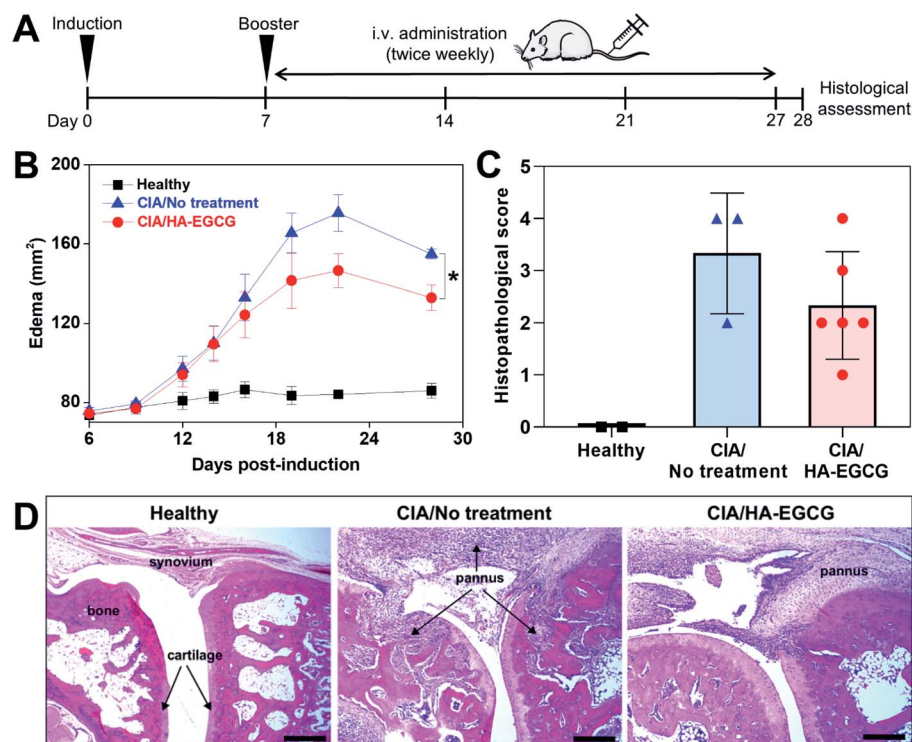 A
Induction
Booster
i.v. administration
(twice weekly)
Day 0
7
14
21
27
28
Histological
assessment
B
Edema (mm²)
200
160
120
80
Healthy
CIA/No treatment
CIA/HA-EGCG
*
6
12
18
24
30
Days post-induction
C
Histopathological score
5
4
3
2
1
0
Healthy
CIA/
No treatment
CIA/
HA-EGCG
D
Healthy
CIA/No treatment
CIA/HA-EGCG
synovium
bone
cartilage
pannus
pannus